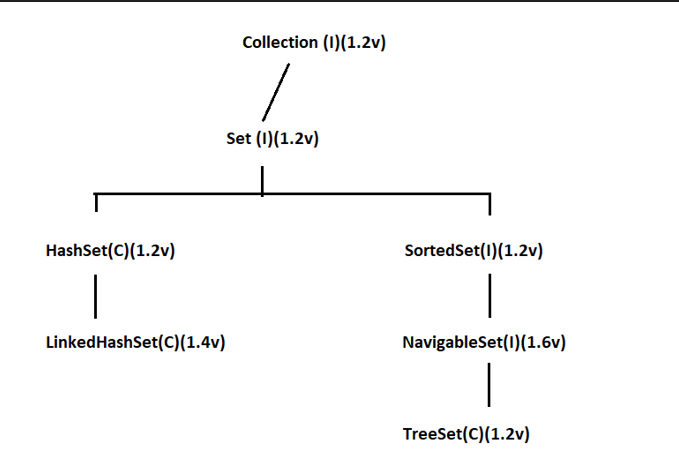 Collection (I)(1.2v)
Set (I)(1.2v)
HashSet(C)(1.2v)
SortedSet(I)(1.2v)
LinkedHashSet(C)(1.4v)
NavigableSet(I)(1.6v)
TreeSet(C)(1.2v)